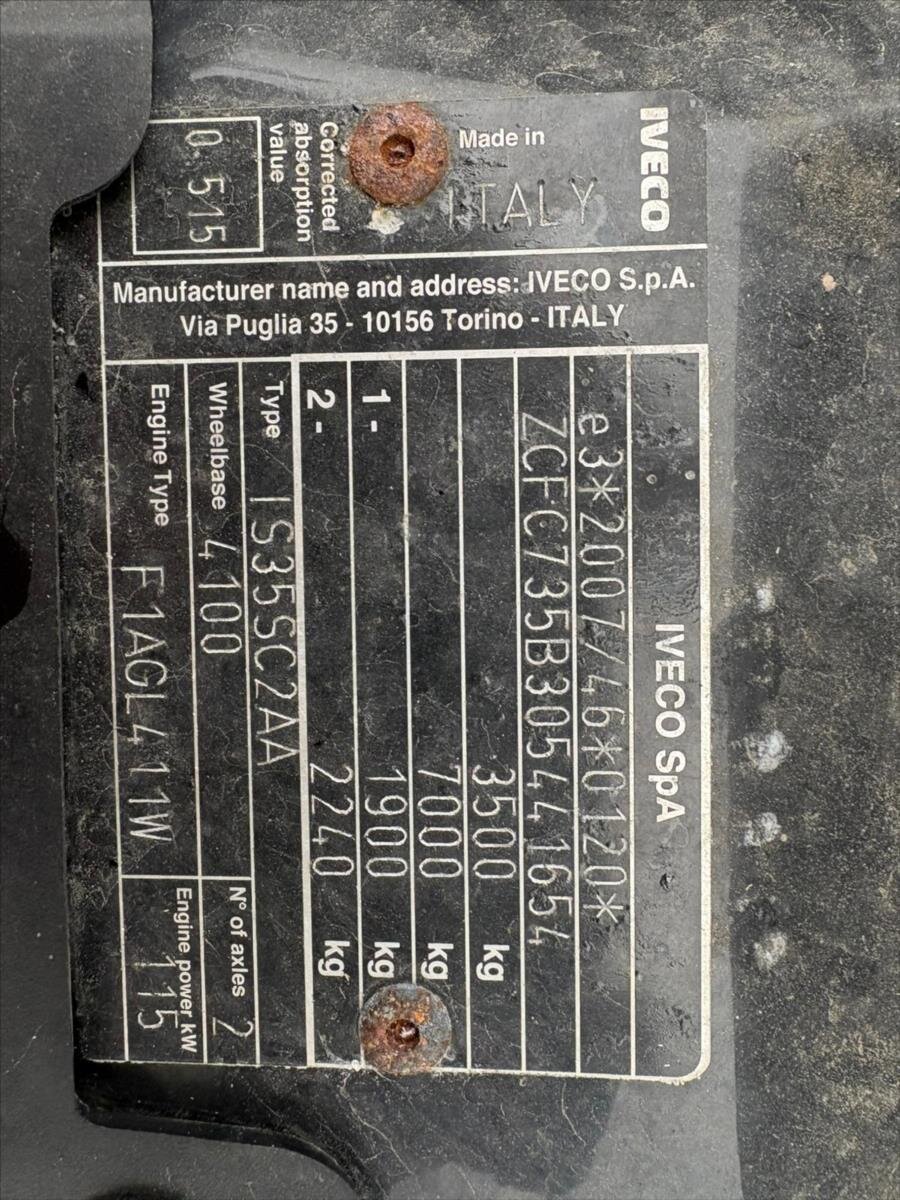 IVECO
Made in ITALY
Corrected
absorption
value
0.515
Manufacturer name and address: IVECO S.p.A.
Via Puglia 35 - 10156 Torino - ITALY
IVECO SpA
e3*2007/46*0120*
ZCFC735B305441654
3500 kg
7000 kg
1- 1900 kg
2- 2240 kg
Type IS35SC2AA
Wheelbase 4100
N° of axles 2
Engine Type F1AGL411W
Engine power kW 115